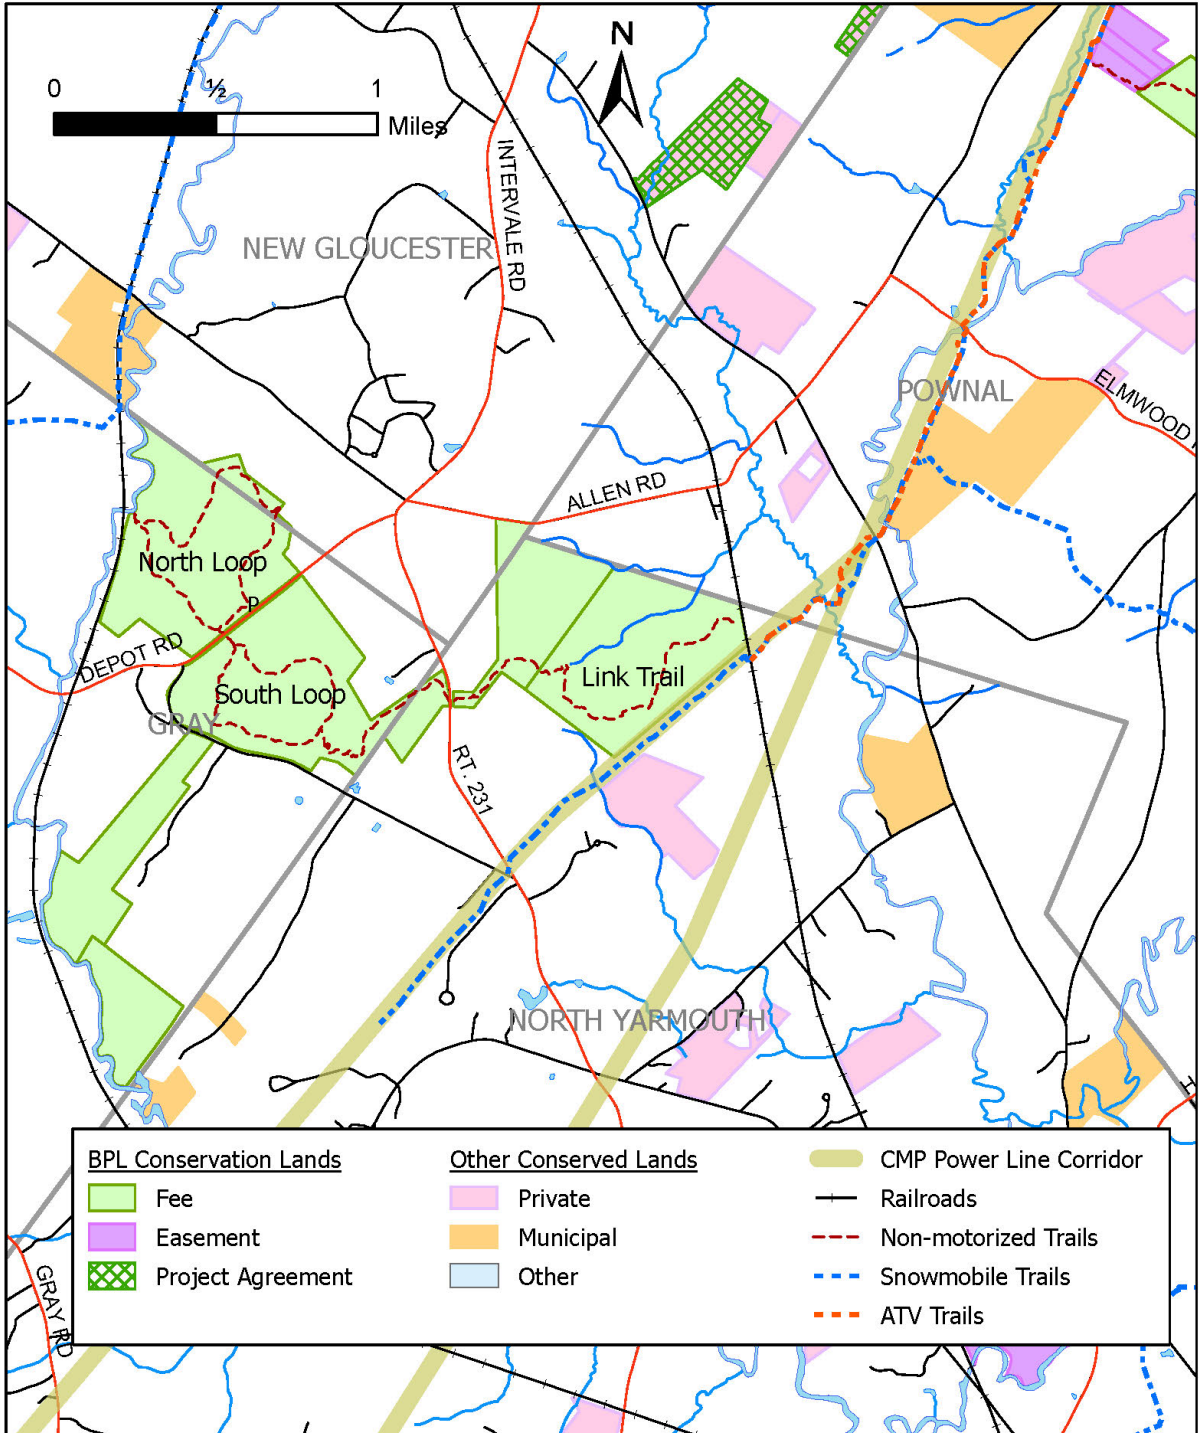 N
0 ½ 1
Miles
INTERVALE RD
NEW GLOUCESTER
POWNAL
ELMWOOD
ALLEN RD
North Loop
P
DEPOT RD
South Loop
Link Trail
GRAY
RT. 231
NORTH YARMOUTH
BPL Conservation Lands
Fee
Easement
Project Agreement
Other Conserved Lands
Private
Municipal
Other
CMP Power Line Corridor
Railroads
Non-motorized Trails
Snowmobile Trails
ATV Trails
GRAY RD